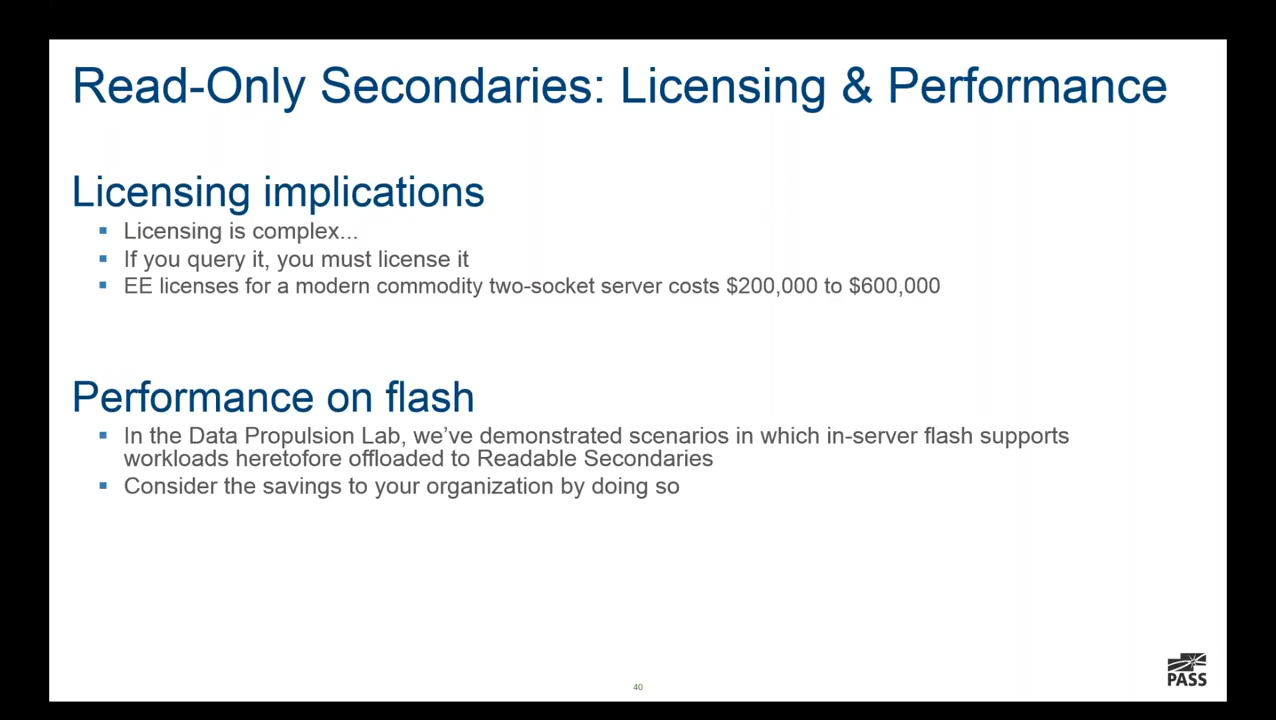 Read-Only Secondaries: Licensing & Performance
Licensing implications
Licensing is complex...
If you query it, you must license it
EE licenses for a modern commodity two-socket server costs $200,000 to $600,000
Performance on flash
In the Data Propulsion Lab, we've demonstrated scenarios in which in-server flash supports
workloads heretofore offloaded to Readable Secondaries
Consider the savings to your organization by doing so
40
PASS